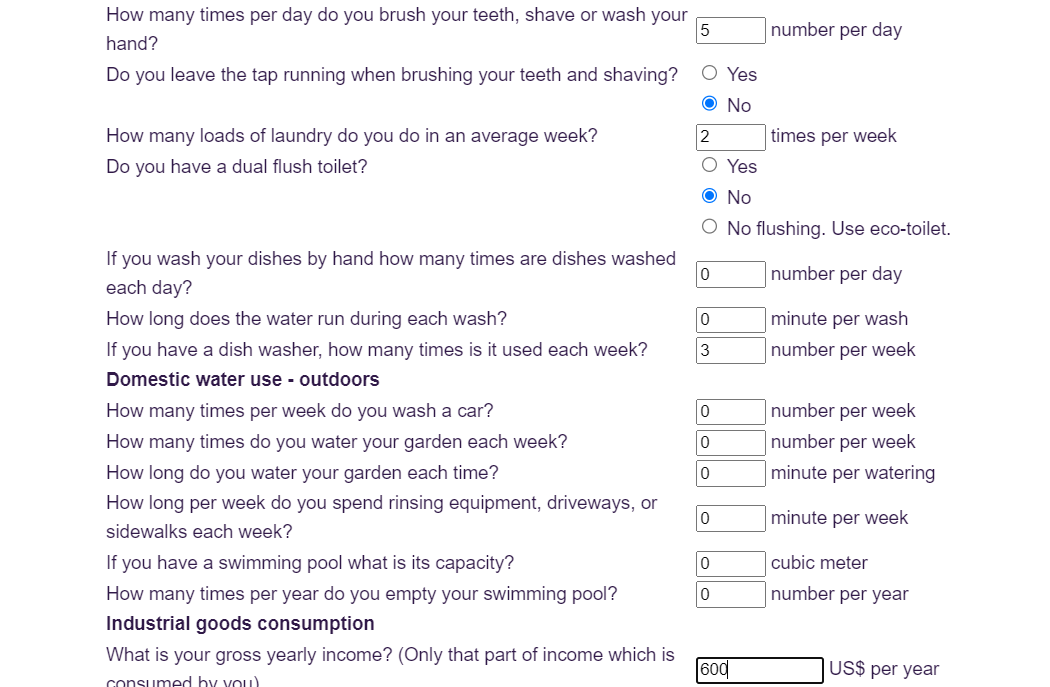 How many times per day do you brush your teeth, shave or wash your
hand?
5 number per day
Do you leave the tap running when brushing your teeth and shaving?
Yes
No
How many loads of laundry do you do in an average week?
2 times per week
Do you have a dual flush toilet?
Yes
No
No flushing. Use eco-toilet.
If you wash your dishes by hand how many times are dishes washed
each day?
0 number per day
How long does the water run during each wash?
0 minute per wash
If you have a dish washer, how many times is it used each week?
3 number per week
Domestic water use - outdoors
How many times per week do you wash a car?
0 number per week
How many times do you water your garden each week?
0 number per week
How long do you water your garden each time?
0 minute per watering
How long per week do you spend rinsing equipment, driveways, or
sidewalks each week?
0 minute per week
If you have a swimming pool what is its capacity?
0 cubic meter
How many times per year do you empty your swimming pool?
0 number per year
Industrial goods consumption
What is your gross yearly income? (Only that part of income which is
consumed by you)
600 US$ per year